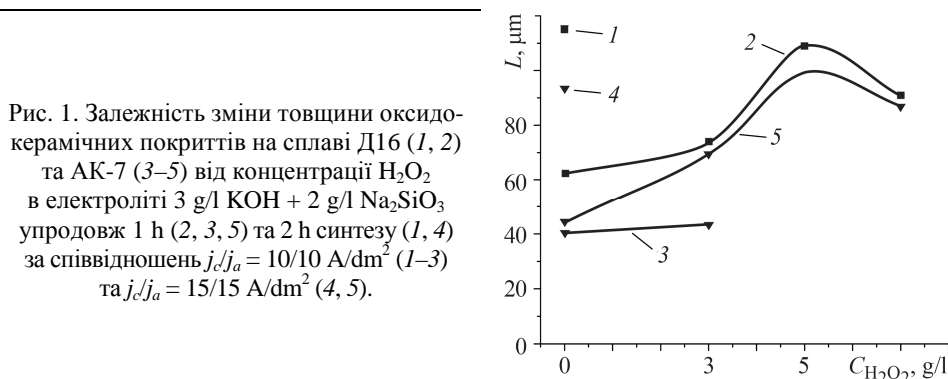 Рис. 1. Залежність зміни товщини оксидо-
керамічних покриттів на сплаві Д16 (1, 2)
та АК-7 (3–5) від концентрації H₂O₂
в електроліті 3 g/l KOH + 2 g/l Na₂SiO₃
упродовж 1 h (2, 3, 5) та 2 h синтезу (1, 4)
за співвідношень jc/ja = 10/10 A/dm² (1–3)
та jc/ja = 15/15 A/dm² (4, 5).
L, μm
80
60
40
20
0
1
2
4
5
3
0
3
5
C H₂O₂, g/l